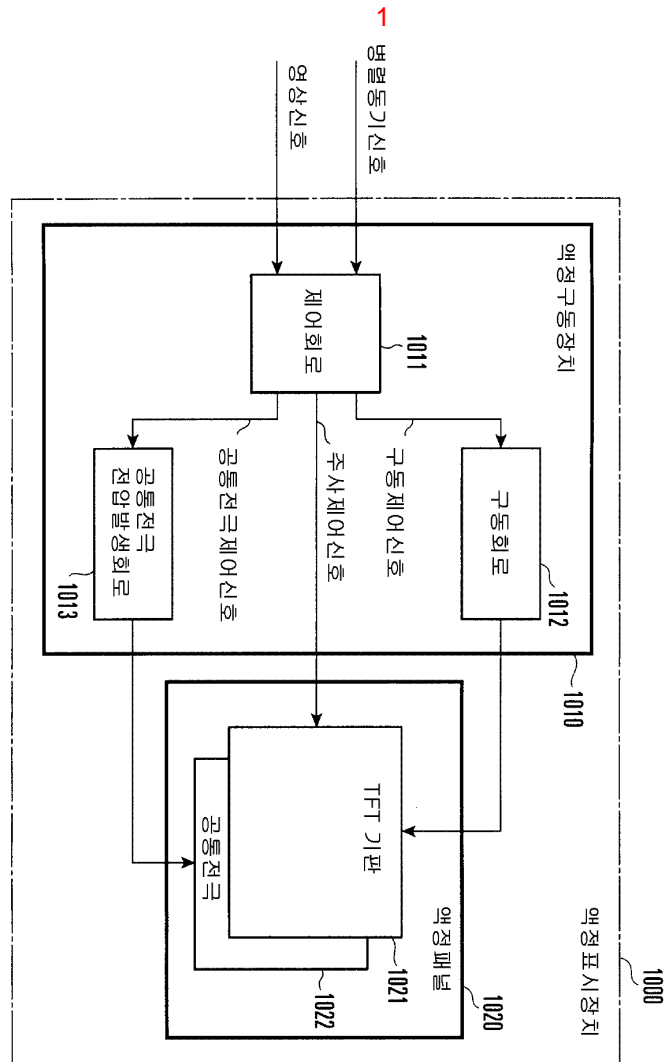 1
병렬동기신호
영상신호
액정표시장치
1000
액정구동장치
1010
제어회로
1011
구동제어신호
주사제어신호
공통전극제어신호
구동회로
1012
공통전극
전압발생회로
1013
액정패널
1020
TFT 기판
1021
공통전극
1022